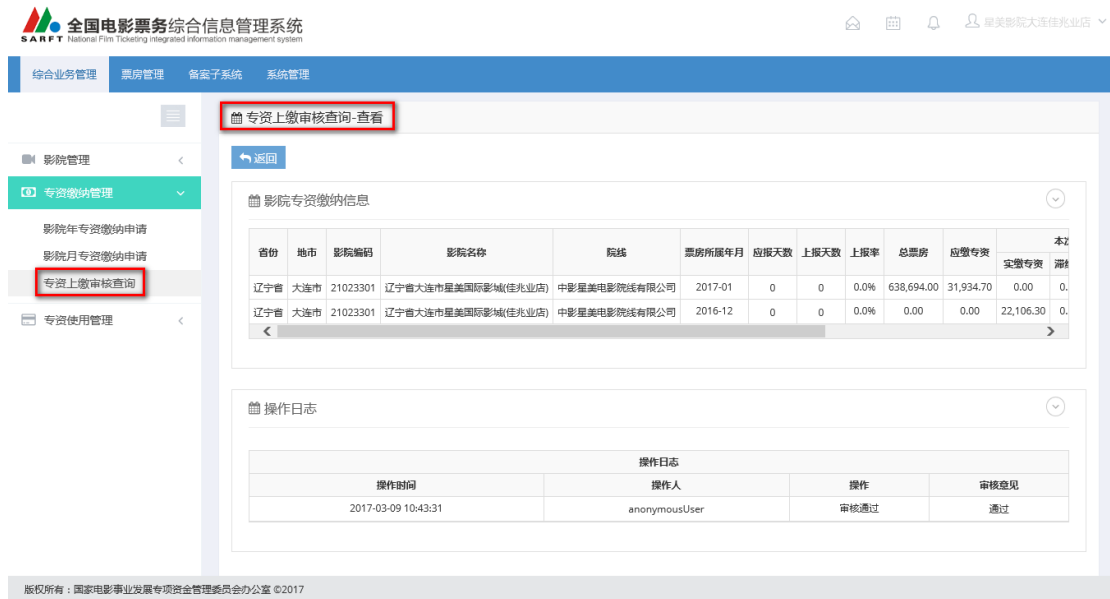 全国电影票务综合信息管理系统
SARFT National Film Ticketing integrated information management system
星美影院大连佳兆业店
综合业务管理 票房管理 备案子系统 系统管理
专资上缴审核查询-查看
影院管理
返回
专资缴纳管理
影院专资缴纳信息
影院年专资缴纳申请
影院月专资缴纳申请
专资上缴审核查询
专资使用管理
省份 地市 影院编码 影院名称 院线 票房所属年月 应报天数 上报天数 上报率 总票房 应缴专资 本次
实缴专资 滞纳
辽宁省 大连市 21023301 辽宁省大连市星美国际影城(佳兆业店) 中影星美电影院线有限公司 2017-01 0 0 0.0% 638,694.00 31,934.70 0.00 0.
辽宁省 大连市 21023301 辽宁省大连市星美国际影城(佳兆业店) 中影星美电影院线有限公司 2016-12 0 0 0.0% 0.00 0.00 22,106.30 0.
操作日志
操作日志
操作时间 操作人 操作 审核意见
2017-03-09 10:43:31 anonymousUser 审核通过 通过
版权所有：国家电影事业发展专项资金管理委员会办公室 ©2017